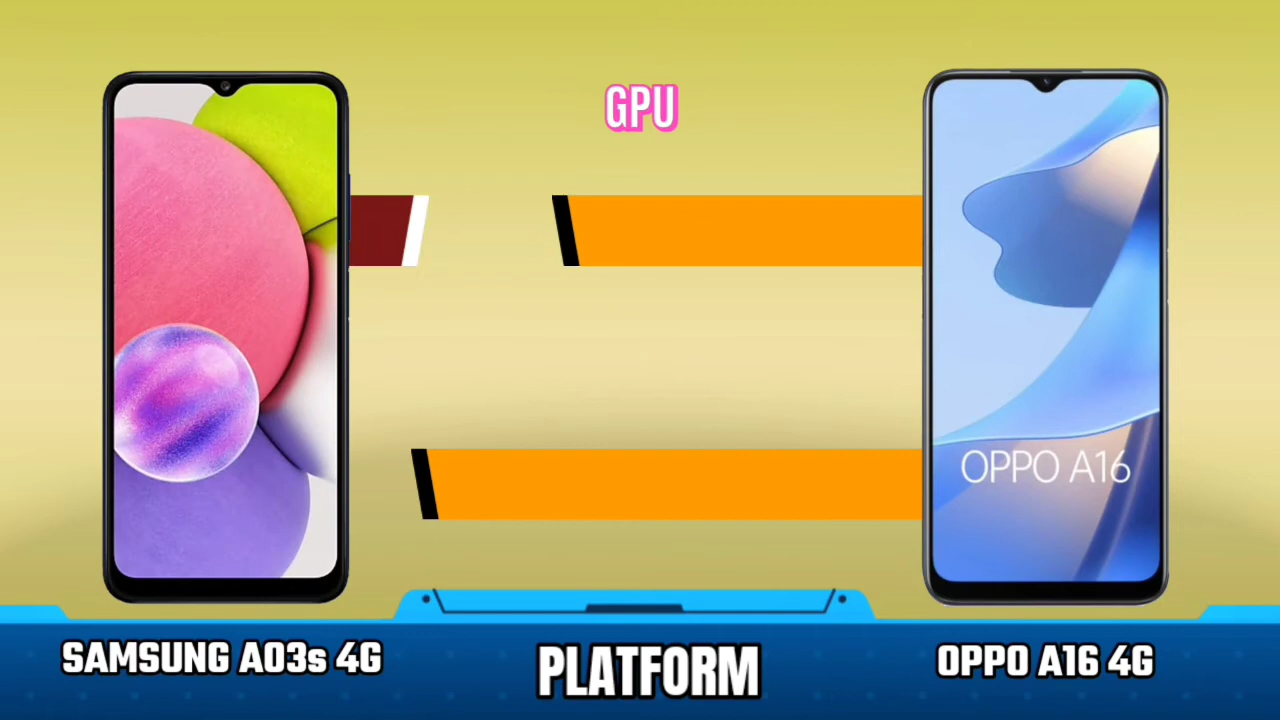 GPU
OPPO A16
SAMSUNG A03s 4G
PLATFORM
OPPO A16 4G